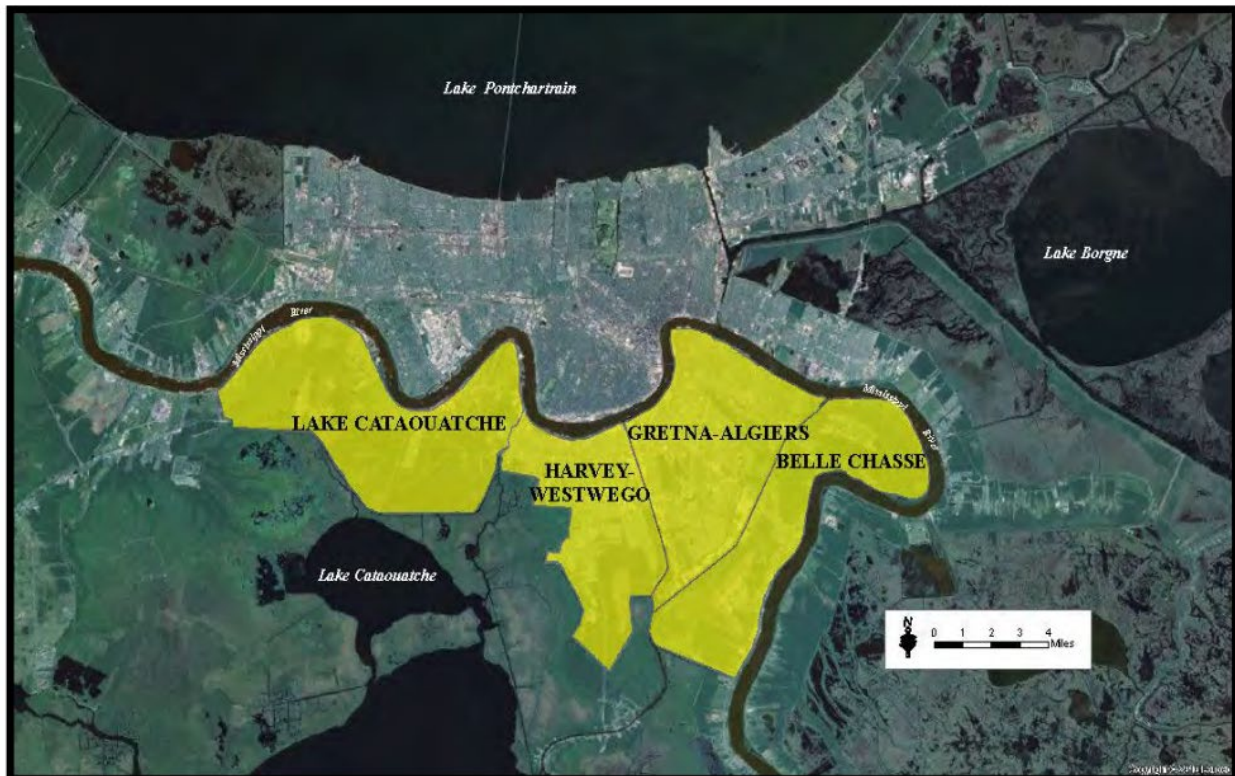 Lake Pontchartrain
Lake Borgne
Mississippi
River
LAKE CATAOUATCHE
GRETNA-ALGIERS
Mississippi
River
BELLE CHASSE
HARVEY-
WESTWEGO
Lake Cataouatche
N
0 1 2 3 4
Miles